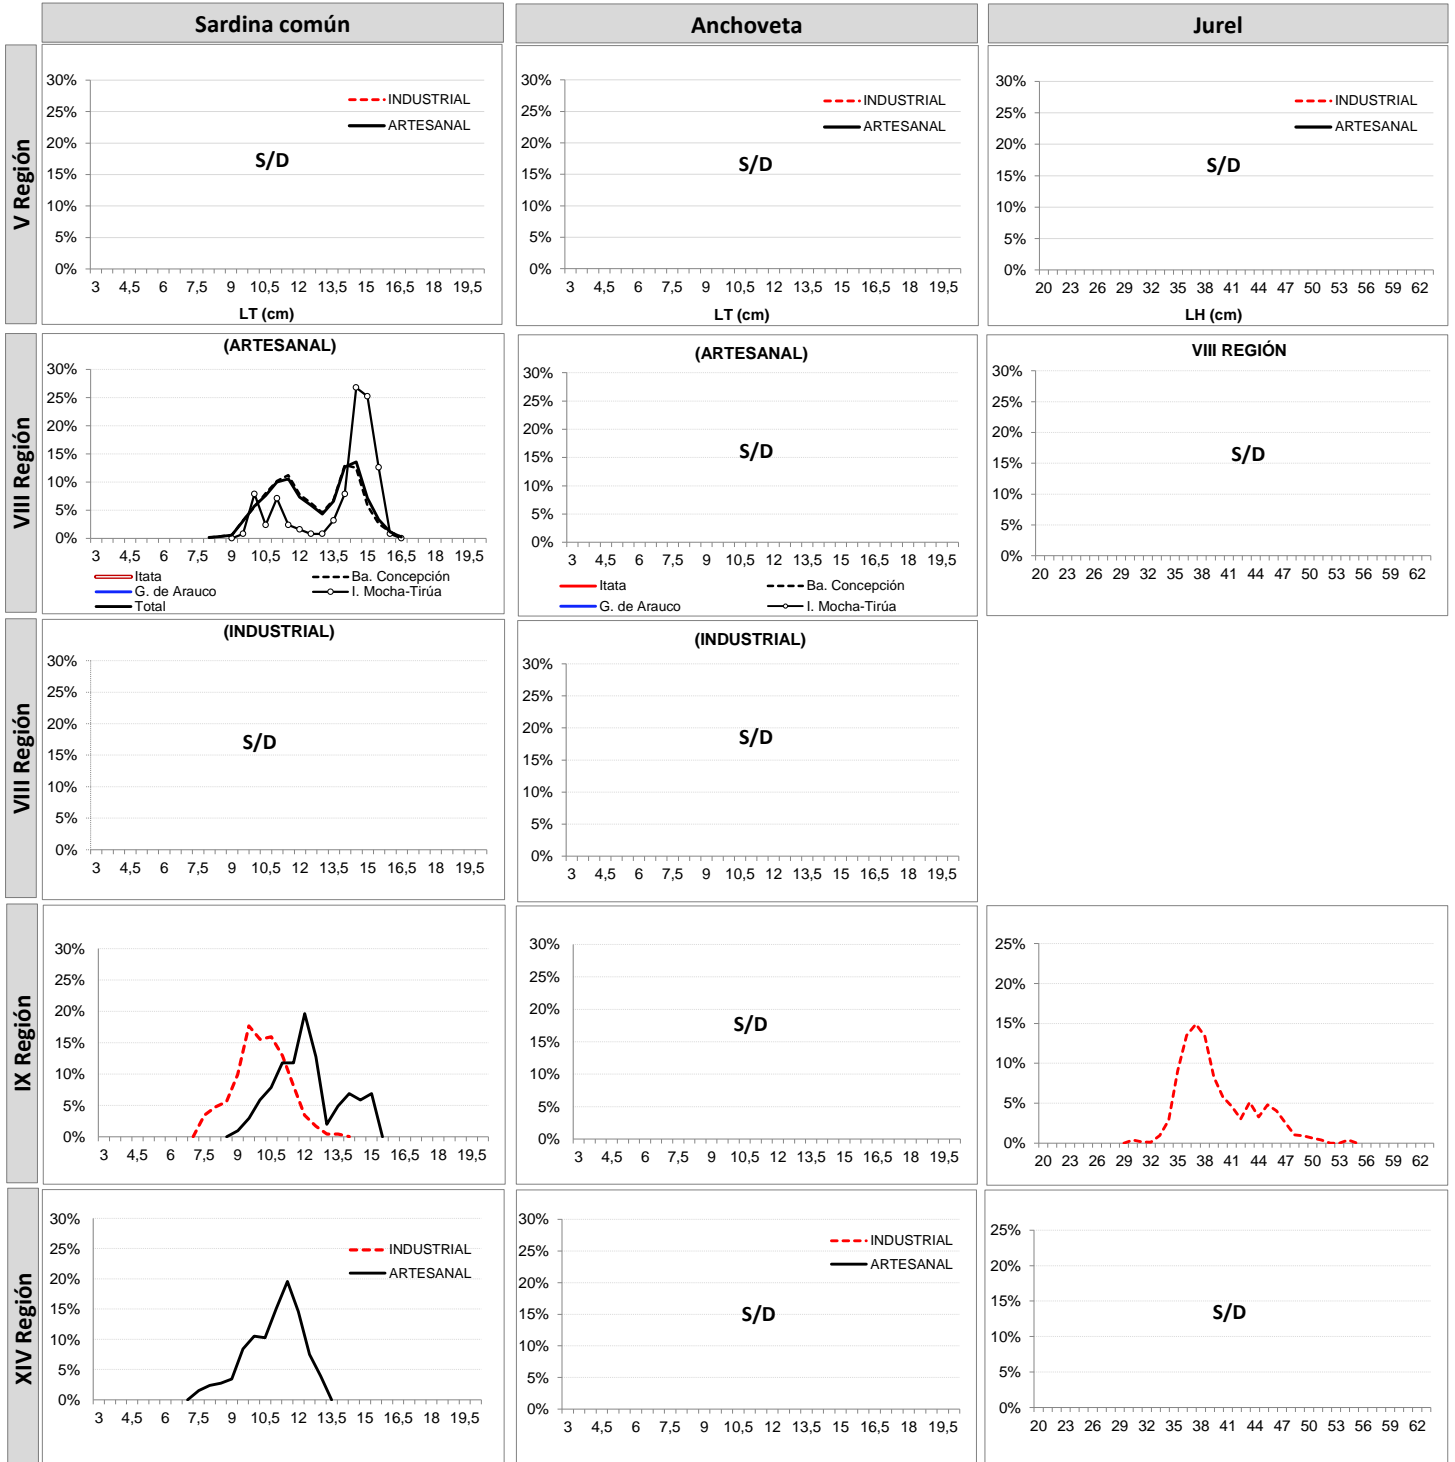 Sardina común
Anchoveta
Jurel
V Región
30%
25%
20%
15%
10%
5%
0%
INDUSTRIAL
ARTESANAL
S/D
3 4,5 6 7,5 9 10,5 12 13,5 15 16,5 18 19,5
LT (cm)
30%
25%
20%
15%
10%
5%
0%
INDUSTRIAL
ARTESANAL
S/D
3 4,5 6 7,5 9 10,5 12 13,5 15 16,5 18 19,5
LT (cm)
30%
25%
20%
15%
10%
5%
0%
INDUSTRIAL
ARTESANAL
S/D
20 23 26 29 32 35 38 41 44 47 50 53 56 59 62
LH (cm)
VIII Región
(ARTESANAL)
30%
25%
20%
15%
10%
5%
0%
3 4,5 6 7,5 9 10,5 12 13,5 15 16,5 18 19,5
Itata
Ba. Concepción
G. de Arauco
I. Mocha-Tirúa
Total
(ARTESANAL)
30%
25%
20%
15%
10%
5%
0%
S/D
3 4,5 6 7,5 9 10,5 12 13,5 15 16,5 18 19,5
Itata
Ba. Concepción
G. de Arauco
I. Mocha-Tirúa
VIII REGIÓN
30%
25%
20%
15%
10%
5%
0%
S/D
20 23 26 29 32 35 38 41 44 47 50 53 56 59 62
VIII Región
(INDUSTRIAL)
30%
25%
20%
15%
10%
5%
0%
S/D
3 4,5 6 7,5 9 10,5 12 13,5 15 16,5 18 19,5
(INDUSTRIAL)
30%
25%
20%
15%
10%
5%
0%
S/D
3 4,5 6 7,5 9 10,5 12 13,5 15 16,5 18 19,5
IX Región
30%
25%
20%
15%
10%
5%
0%
3 4,5 6 7,5 9 10,5 12 13,5 15 16,5 18 19,5
30%
25%
20%
15%
10%
5%
0%
S/D
3 4,5 6 7,5 9 10,5 12 13,5 15 16,5 18 19,5
25%
20%
15%
10%
5%
0%
20 23 26 29 32 35 38 41 44 47 50 53 56 59 62
XIV Región
30%
25%
20%
15%
10%
5%
0%
INDUSTRIAL
ARTESANAL
3 4,5 6 7,5 9 10,5 12 13,5 15 16,5 18 19,5
30%
25%
20%
15%
10%
5%
0%
INDUSTRIAL
ARTESANAL
S/D
3 4,5 6 7,5 9 10,5 12 13,5 15 16,5 18 19,5
25%
20%
15%
10%
5%
0%
S/D
20 23 26 29 32 35 38 41 44 47 50 53 56 59 62